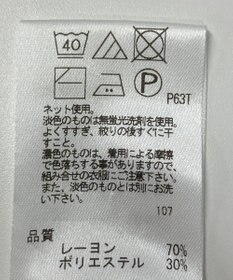 40
P
P63T
ネット使用。
淡色のものは無蛍光洗剤を使用。
よくすすぎ、絞りの後すぐに干
すこと。
濃色のものは、着用による摩擦
で色落ちする事がありますので、
組み合せの衣服にご注意下さい。
また、淡色のものとは別にお洗
い下さい。
107
品質
レーヨン 70%
ポリエステル 30%